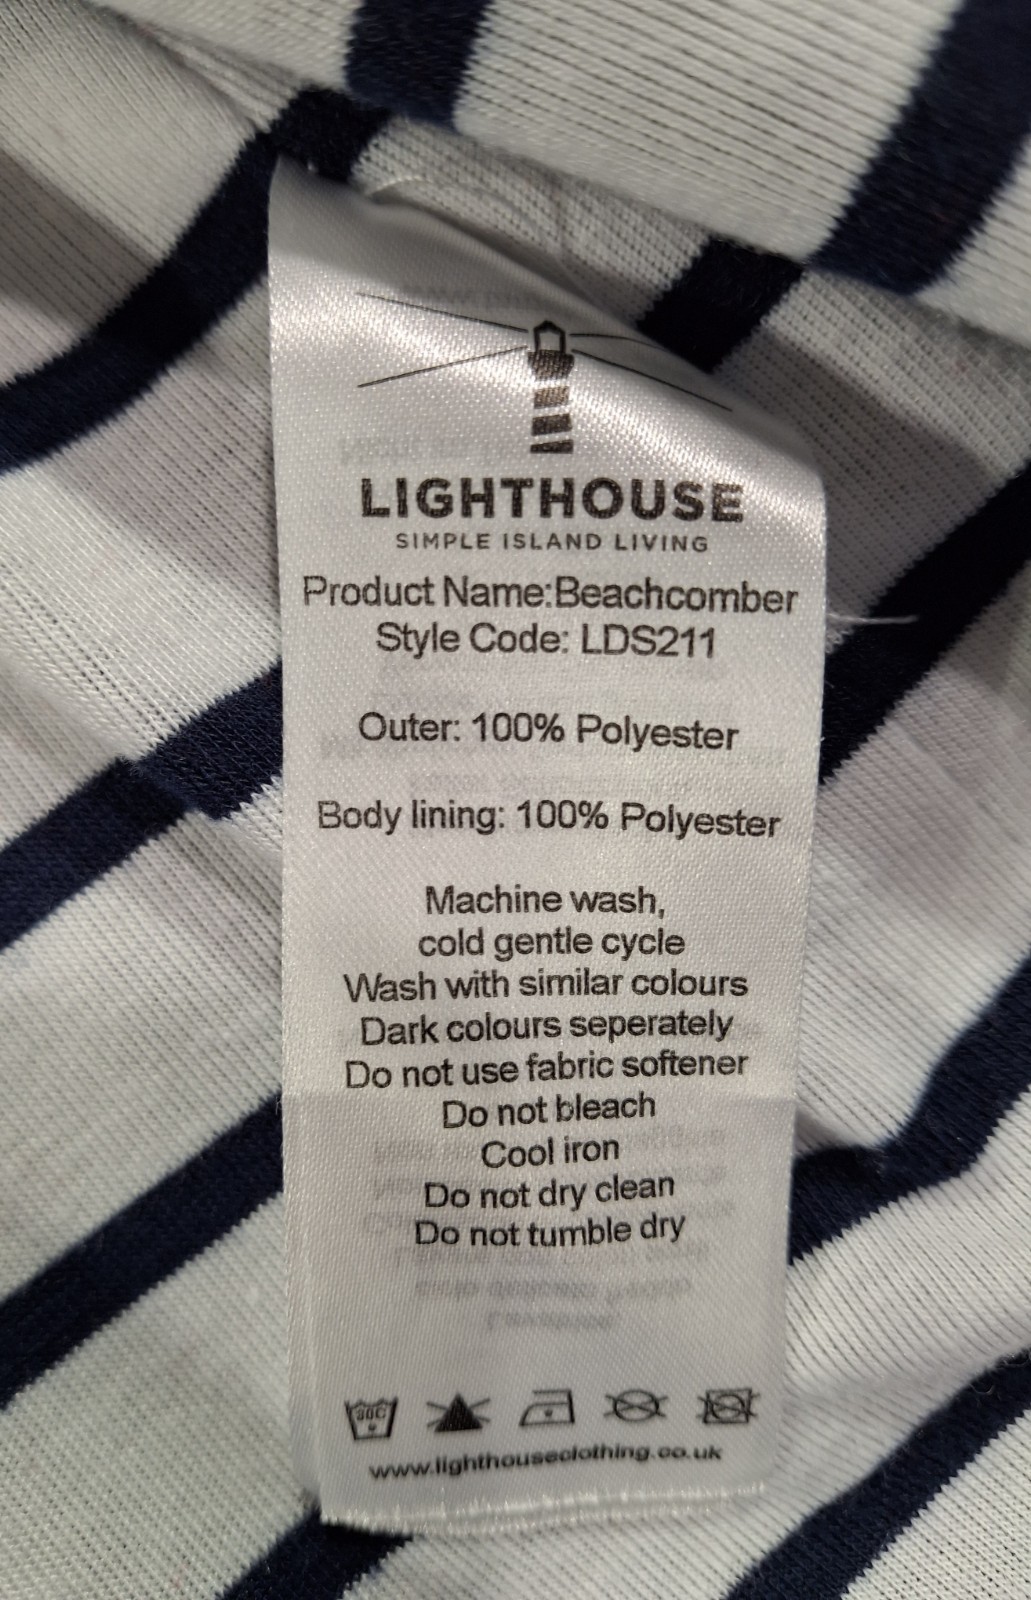 LIGHTHOUSE
SIMPLE ISLAND LIVING
Product Name:Beachcomber
Style Code: LDS211
Outer: 100% Polyester
Body lining: 100% Polyester
Machine wash,
cold gentle cycle
Wash with similar colours
Dark colours seperately
Do not use fabric softener
Do not bleach
Cool iron
Do not dry clean
Do not tumble dry
30C
www.lighthouseclothing.co.uk